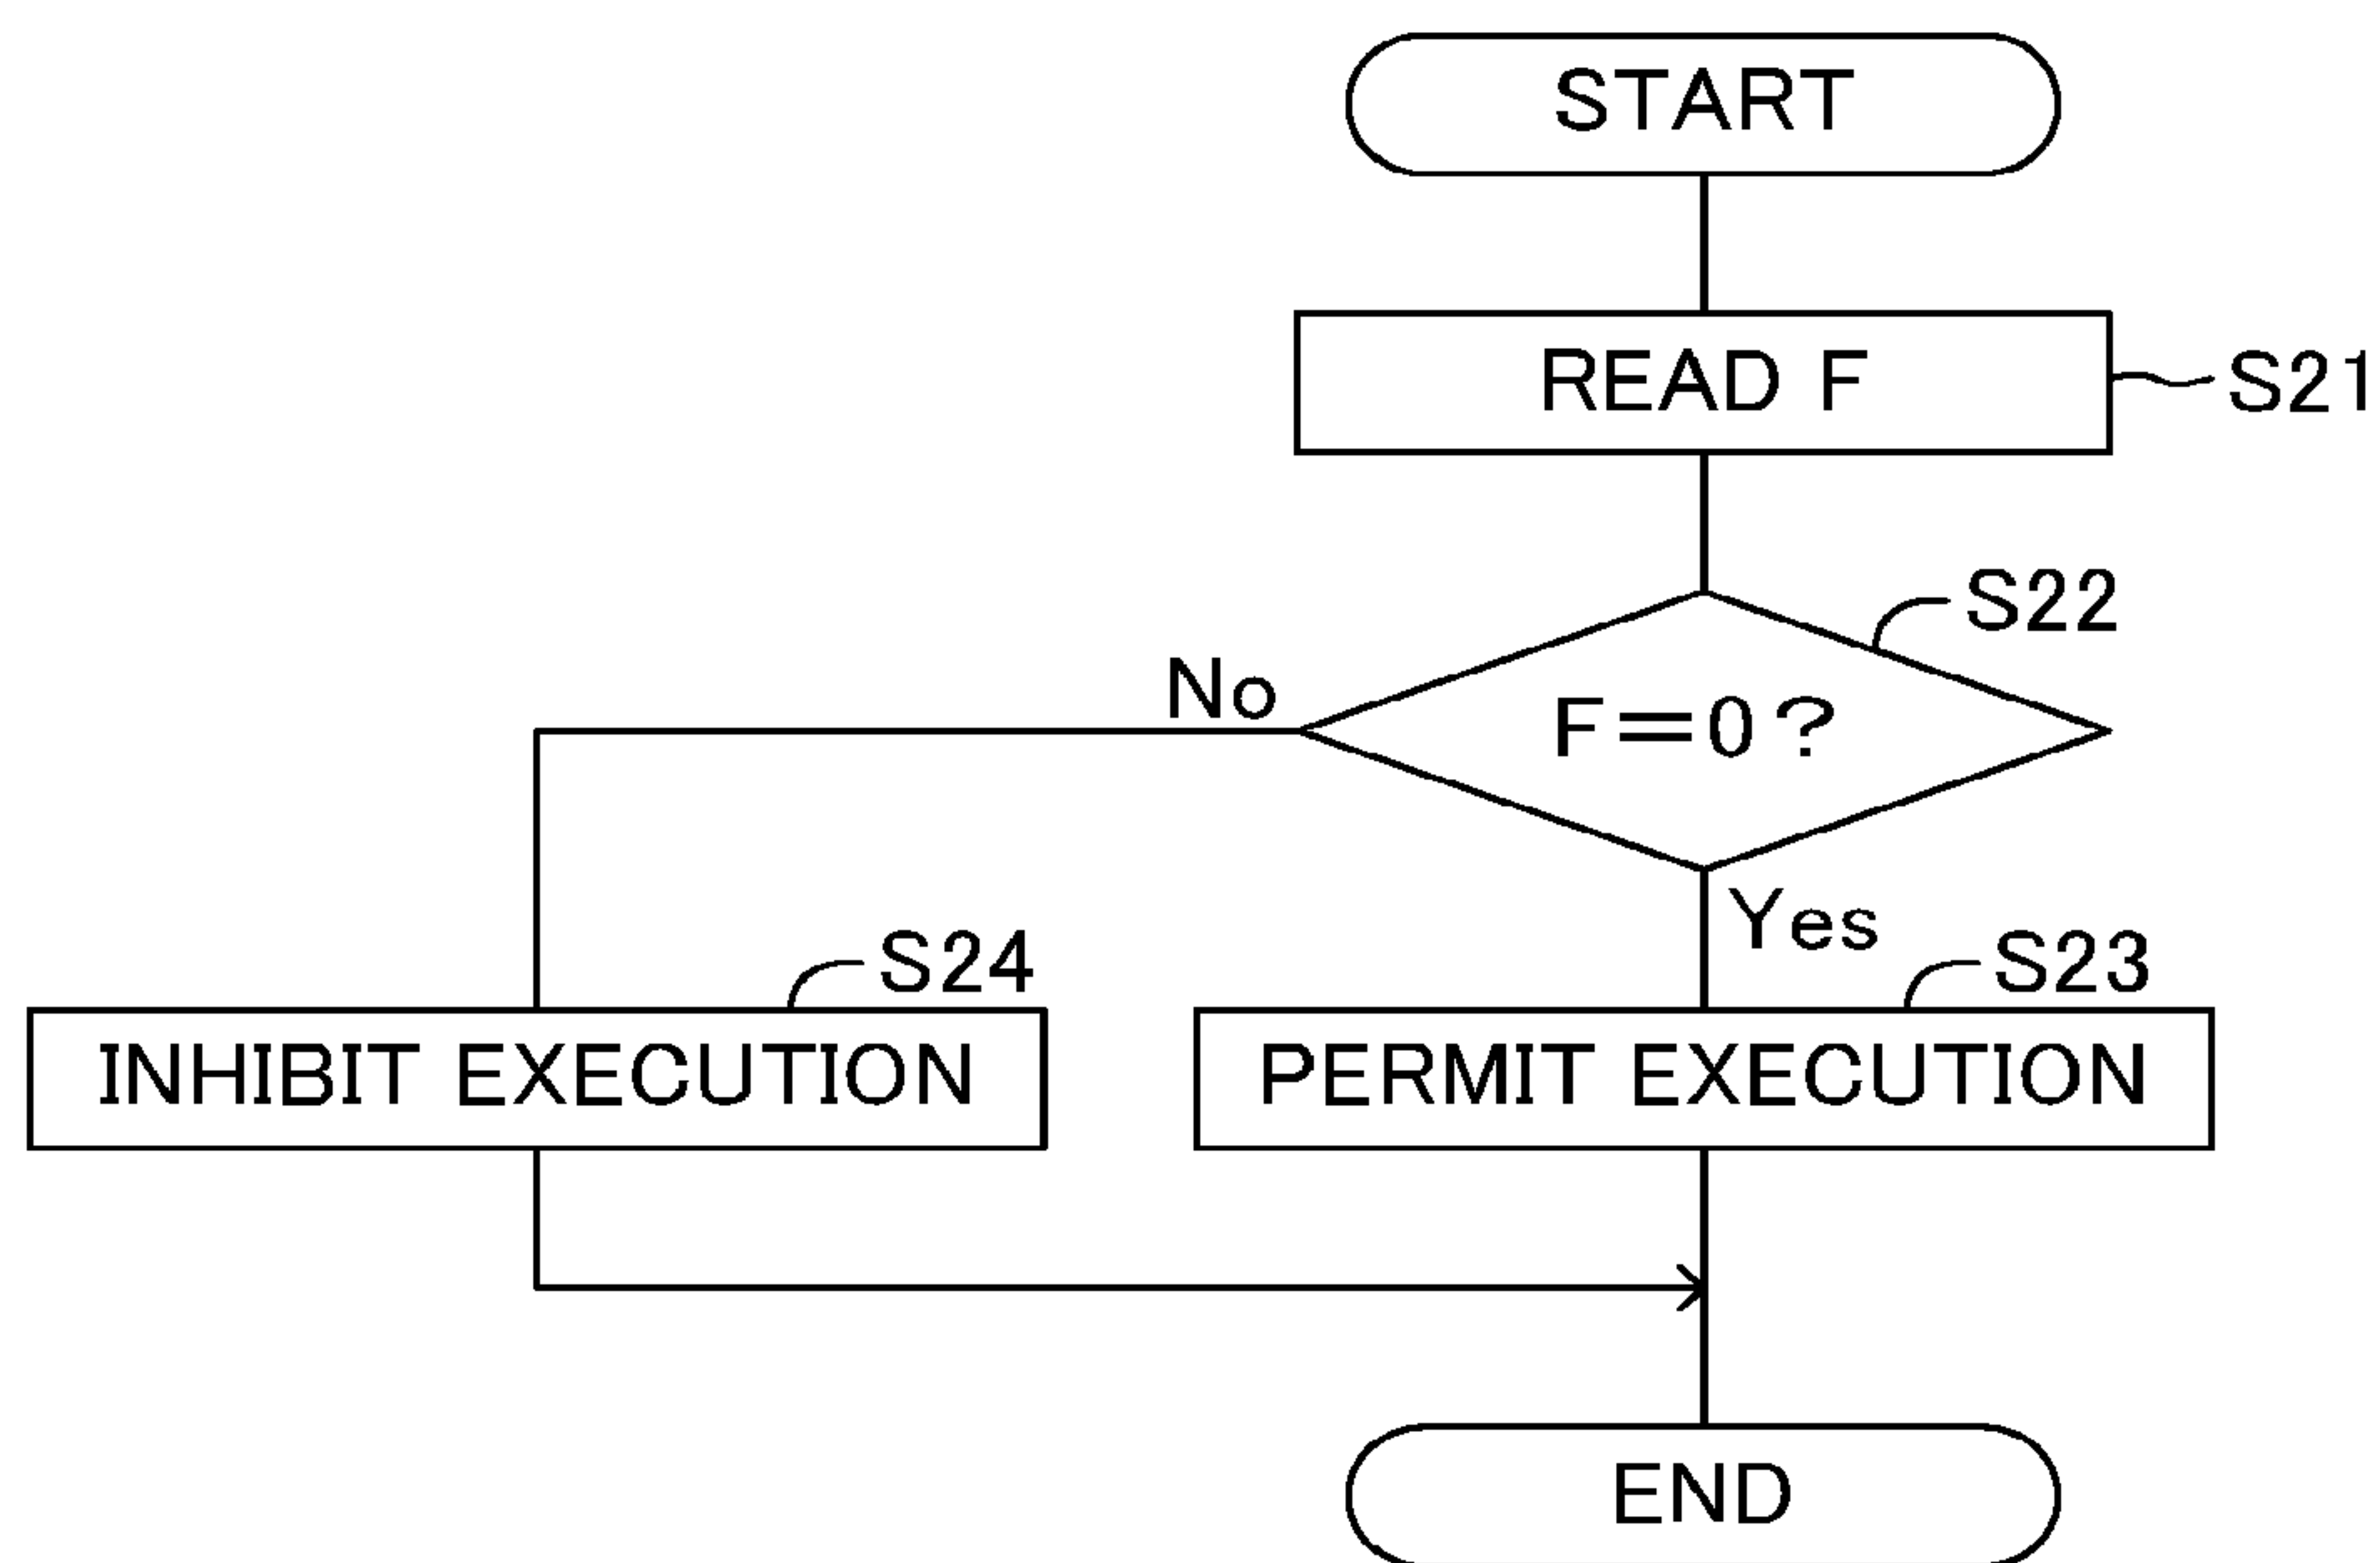 START
READ F
S21
S22
F=0?
No
Yes
S24
S23
INHIBIT EXECUTION
PERMIT EXECUTION
END